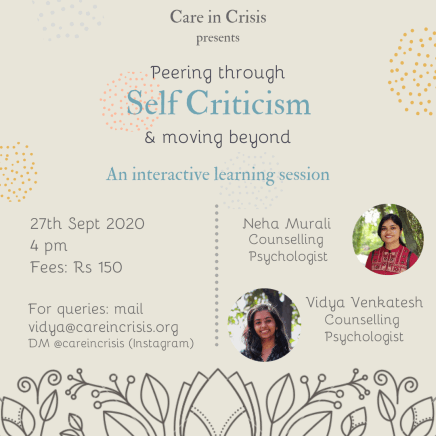 Care in Crisis
presents
Peering through
Self Criticism
& moving beyond
An interactive learning session
27th Sept 2020
4 pm
Fees: Rs 150
For queries: mail
vidya@careincrisis.org
DM @careincrisis (Instagram)
Neha Murali
Counselling
Psychologist
Vidya Venkatesh
Counselling
Psychologist